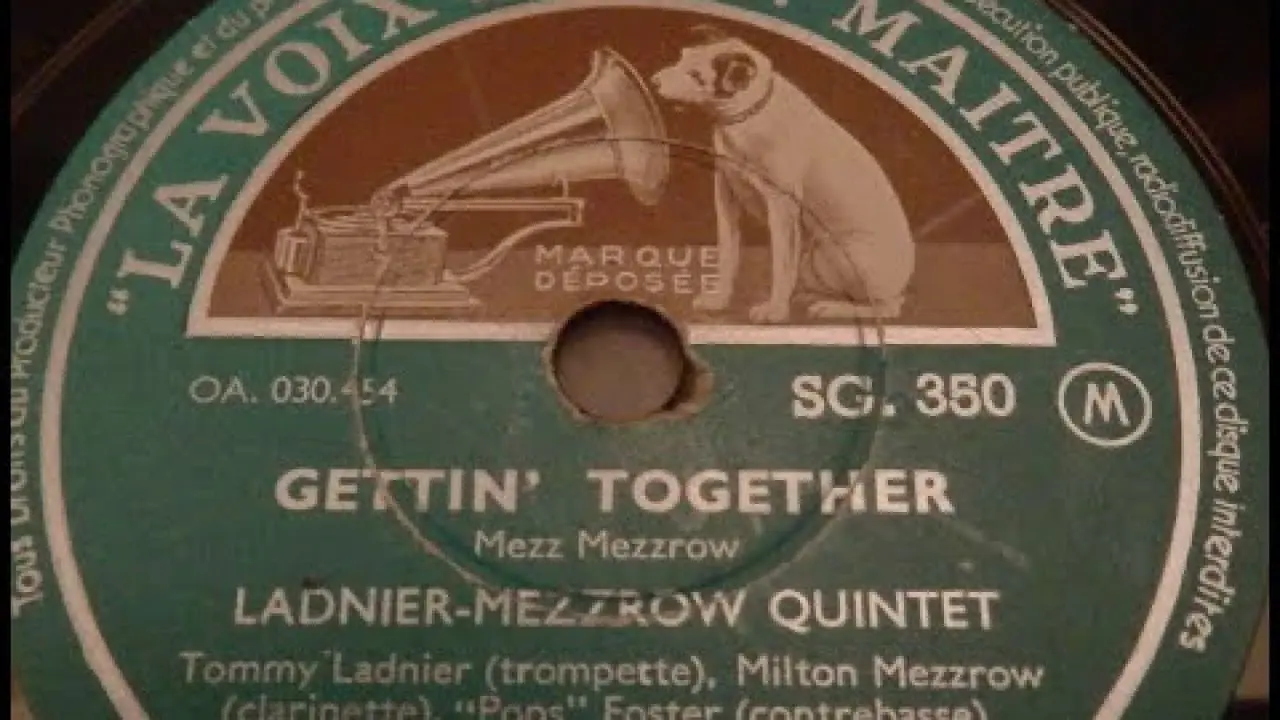 Tous Droits du Producteur Phonographique et du
"LA VOIX MAITRE"
exécution publique, radiodiffusion de ce disque interdites
MARQUE
DÉPOSÉE
OA. 030.454
SG. 350
M
GETTIN' TOGETHER
Mezz Mezzrow
LADNIER-MEZZROW QUINTET
Tommy Ladnier (trompette), Milton Mezzrow
(clarinette), "Pops" Foster (contrebasse)